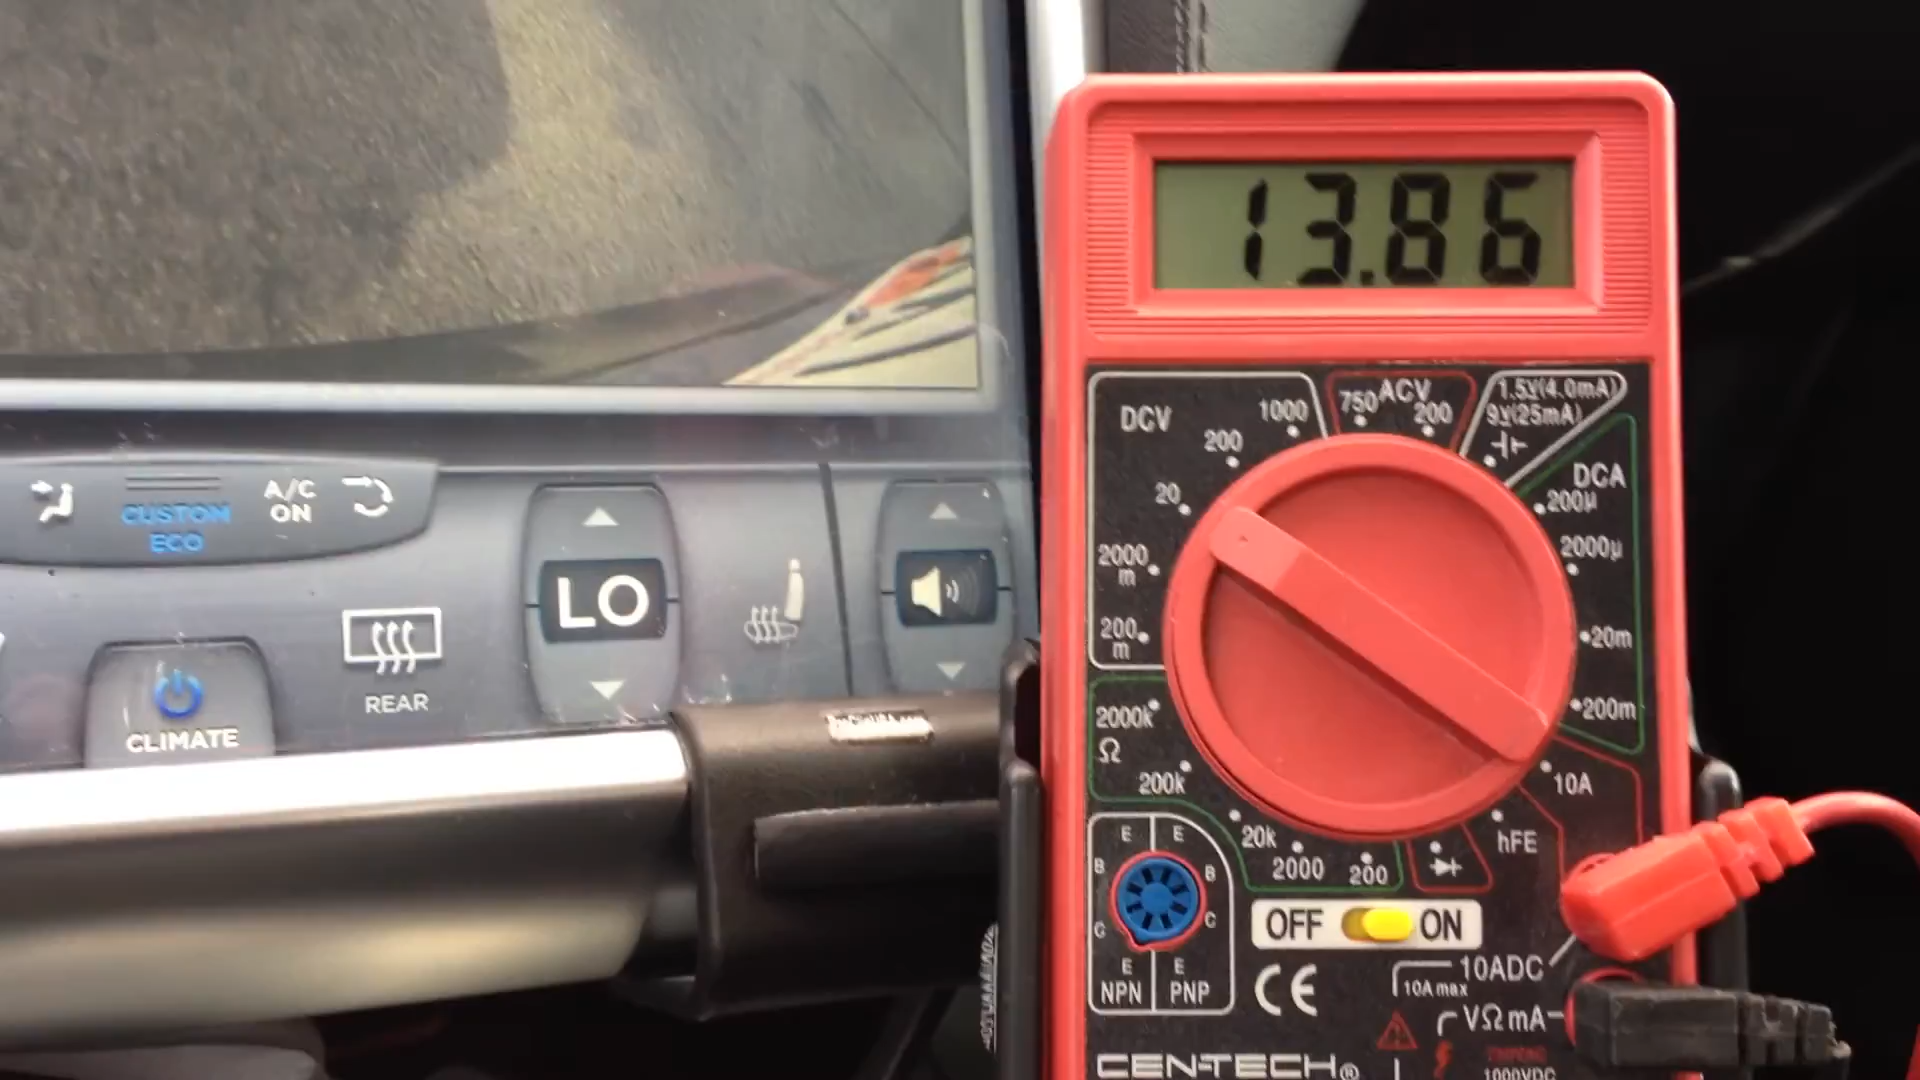 13.86
DCV
1000
750
ACV
200
1.5V(4.0mA)
9V(25mA)
200
20
2000
m
200
m
DCA
200µ
2000µ
20m
200m
10A
hFE
2000k
Ω
200k
20k
2000
200
E
E
B
B
C
C
E
E
NPN
PNP
OFF
ON
CE
10ADC
10A max
VΩmA
1000VDC
CEN-TECH®
CUSTOM
ECO
A/C
ON
LO
REAR
CLIMATE